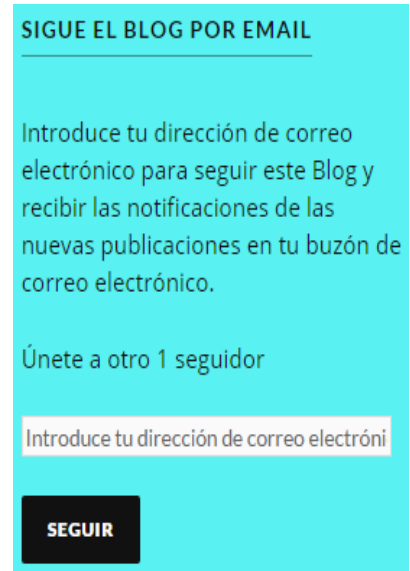 SIGUE EL BLOG POR EMAIL
Introduce tu dirección de correo
electrónico para seguir este Blog y
recibir las notificaciones de las
nuevas publicaciones en tu buzón de
correo electrónico.
Únete a otro 1 seguidor
Introduce tu dirección de correo electróni
SEGUIR